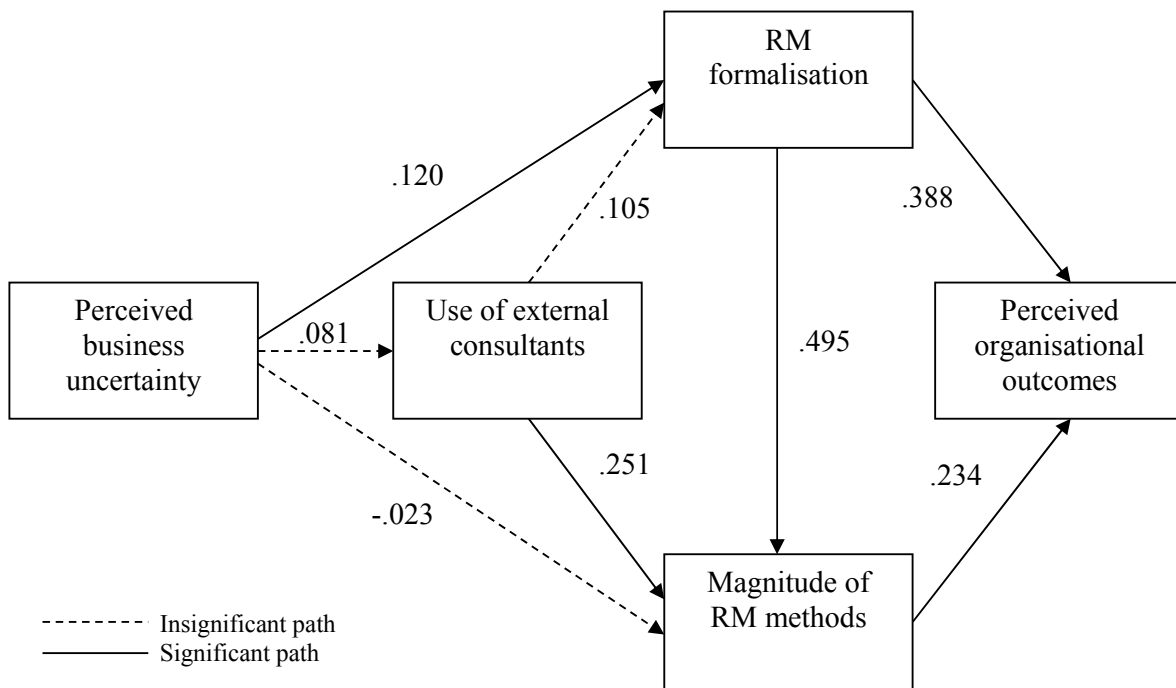 RM
formalisation
.120
.105
.388
Perceived
business
uncertainty
.081
Use of external
consultants
.495
Perceived
organisational
outcomes
.251
.234
-.023
Magnitude of
RM methods
Insignificant path
Significant path